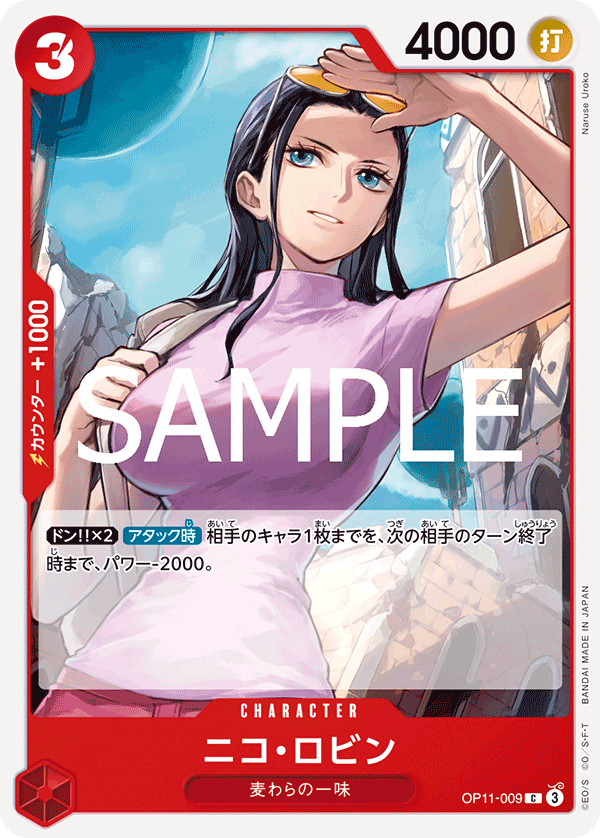 3
4000
打
Naruse Uroko
カウンター +1000
SAMPLE
ドン!!×2 アタック時 相手のキャラ1枚までを、次の相手のターン終了
時まで、パワー-2000。
CHARACTER
ニコ・ロビン
麦わらの一味
OP11-009 C 3
©EO/S ©O/S・F・T BANDAI MADE IN JAPAN